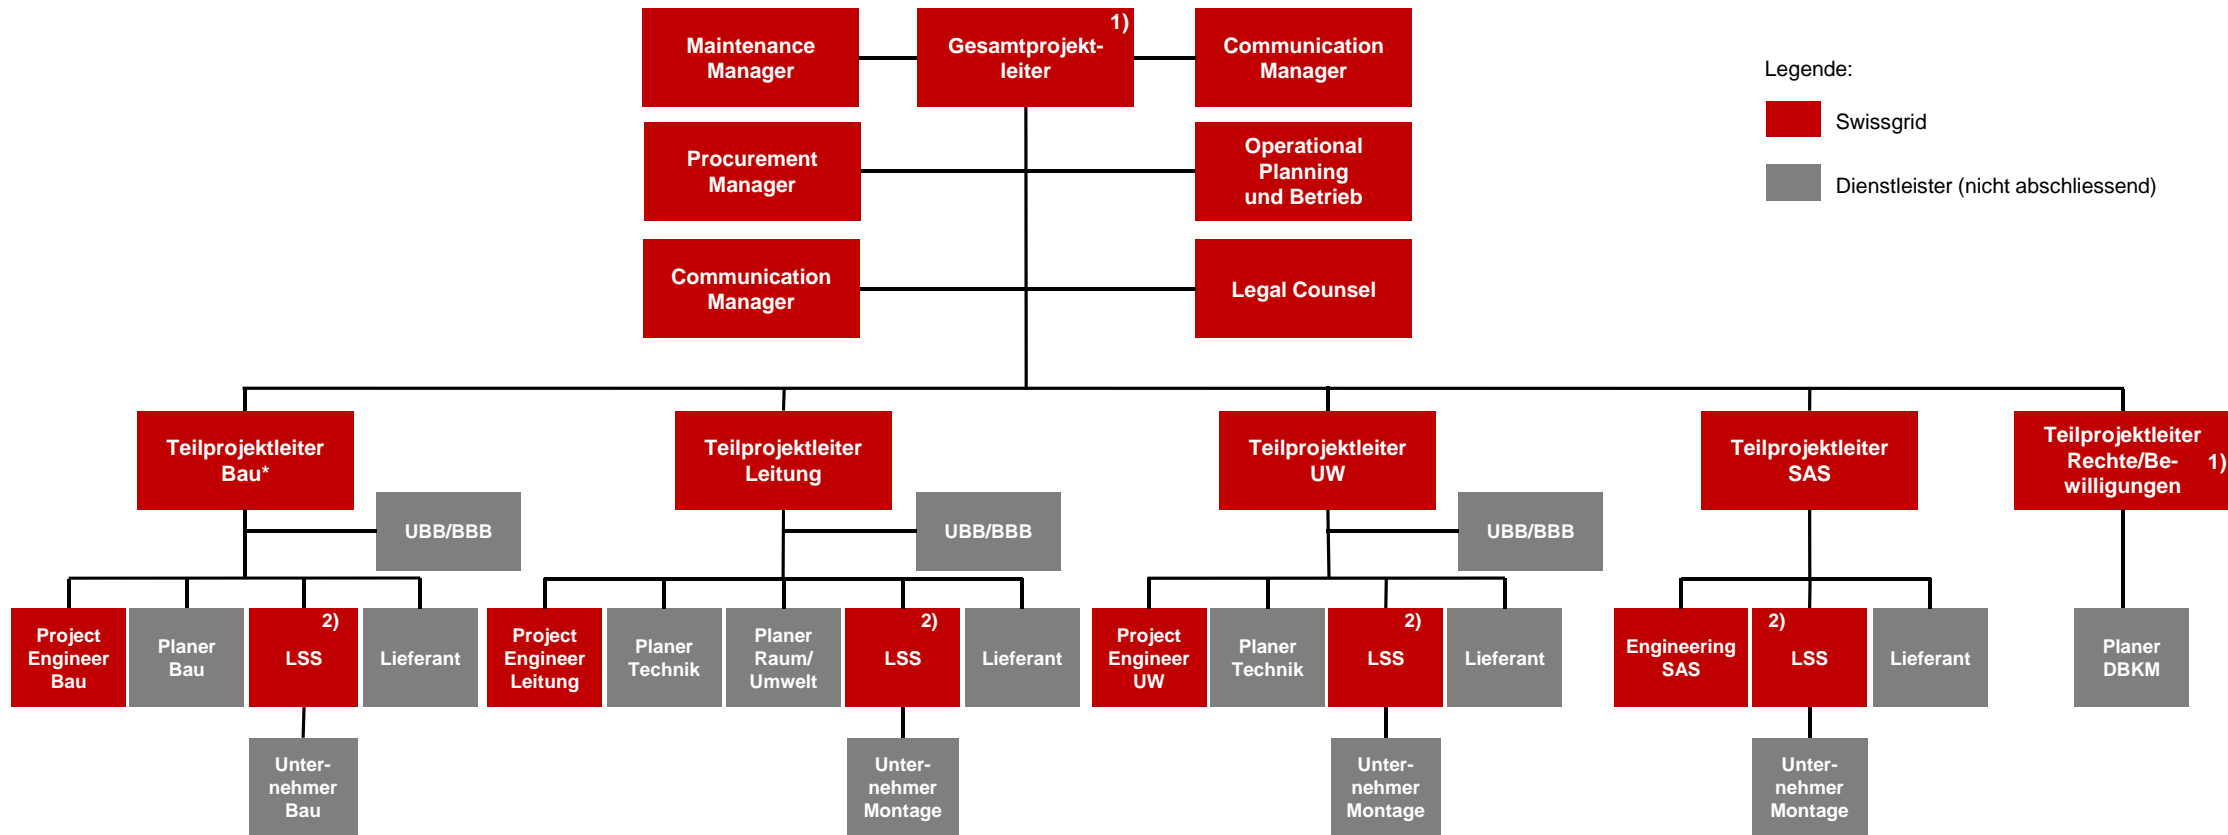 Maintenance
Manager
1)
Gesamtprojekt-
leiter
Communication
Manager
Legende:
Swissgrid
Dienstleister (nicht abschliessend)
Procurement
Manager
Operational
Planning
und Betrieb
Communication
Manager
Legal Counsel
Teilprojektleiter
Bau*
Teilprojektleiter
Leitung
Teilprojektleiter
UW
Teilprojektleiter
SAS
Teilprojektleiter
Rechte/Be-
willigungen
1)
UBB/BBB
UBB/BBB
UBB/BBB
Project
Engineer
Bau
Planer
Bau
2)
LSS
Lieferant
Project
Engineer
Leitung
Planer
Technik
Planer
Raum/
Umwelt
2)
LSS
Lieferant
Project
Engineer
UW
Planer
Technik
2)
LSS
Lieferant
Engineering
SAS
2)
LSS
Lieferant
Planer
DBKM
Unter-
nehmer
Bau
Unter-
nehmer
Montage
Unter-
nehmer
Montage
Unter-
nehmer
Montage